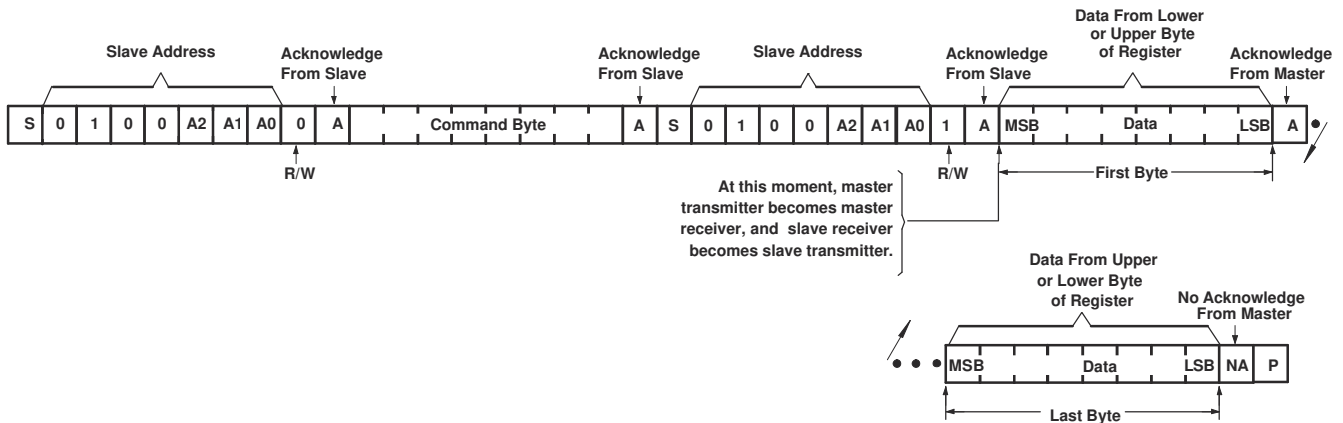 Slave Address
Acknowledge
From Slave
Acknowledge
From Slave
Slave Address
Acknowledge
From Slave
Data From Lower
or Upper Byte
of Register
Acknowledge
From Master
S 0 1 0 0 A2 A1 A0 0 A Command Byte A S 0 1 0 0 A2 A1 A0 1 A MSB Data LSB A
R/W
R/W
First Byte
At this moment, master
transmitter becomes master
receiver, and slave receiver
becomes slave transmitter.
Data From Upper
or Lower Byte
of Register
No Acknowledge
From Master
MSB Data LSB NA P
Last Byte